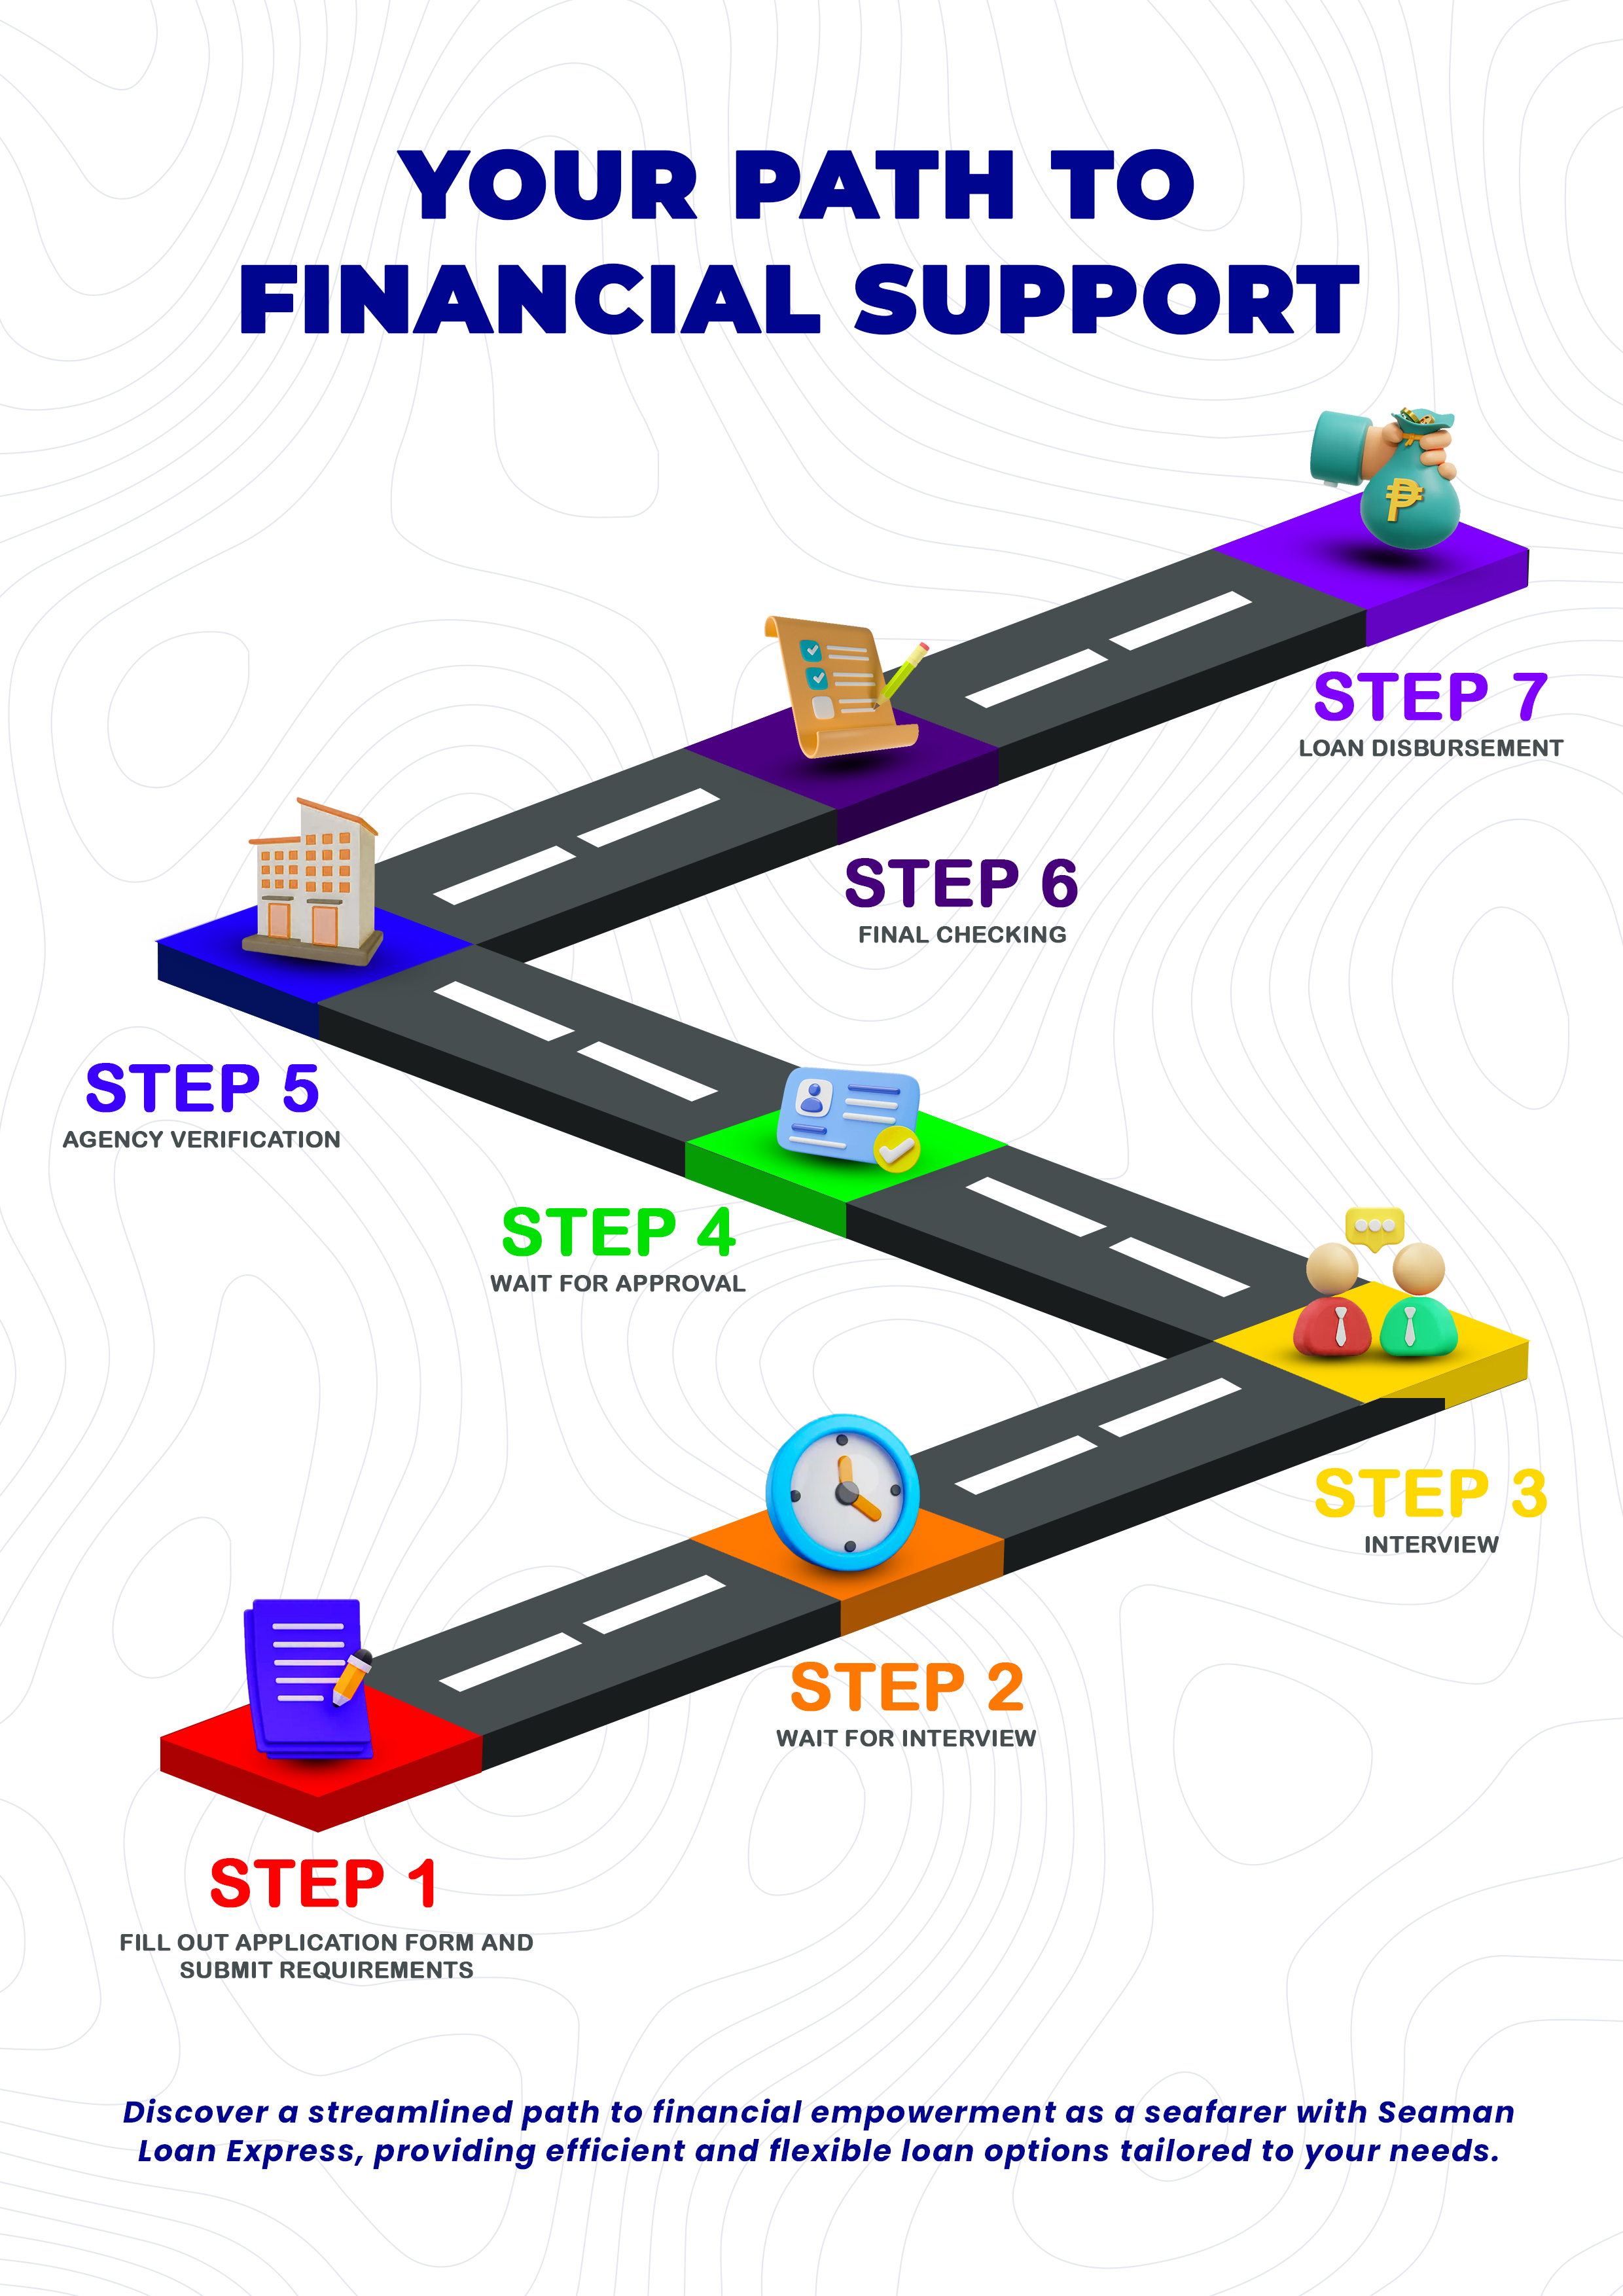 YOUR PATH TO
FINANCIAL SUPPORT
₱
STEP 7
LOAN DISBURSEMENT
STEP 6
FINAL CHECKING
STEP 5
AGENCY VERIFICATION
STEP 4
WAIT FOR APPROVAL
STEP 3
INTERVIEW
STEP 2
WAIT FOR INTERVIEW
STEP 1
FILL OUT APPLICATION FORM AND
SUBMIT REQUIREMENTS
Discover a streamlined path to financial empowerment as a seafarer with Seaman
Loan Express, providing efficient and flexible loan options tailored to your needs.